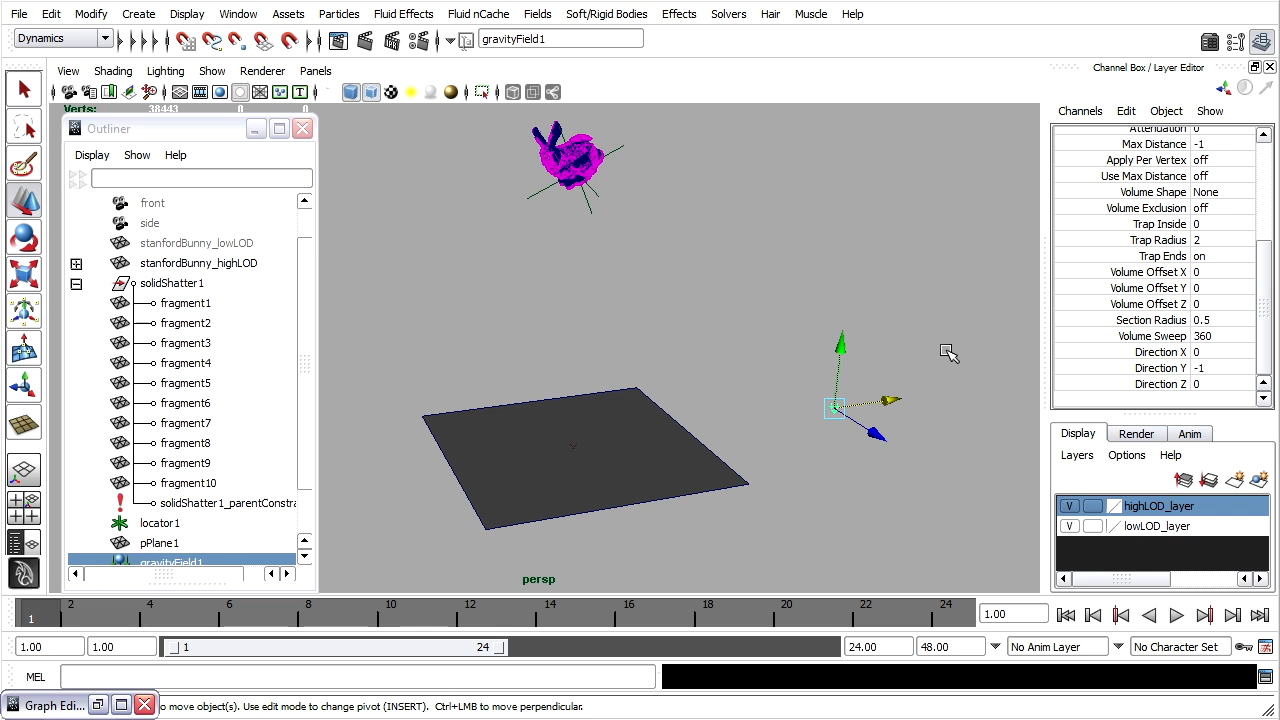 File Edit Modify Create Display Window Assets Particles Fluid Effects Fluid nCache Fields Soft/Rigid Bodies Effects Solvers Hair Muscle Help
Dynamics gravityField1
View Shading Lighting Show Renderer Panels
Channel Box / Layer Editor
Channels Edit Object Show
Verts: 38443 0 0
Outliner
Display Show Help
front
side
stanfordBunny_lowLOD
stanfordBunny_highLOD
solidShatter1
fragment1
fragment2
fragment3
fragment4
fragment5
fragment6
fragment7
fragment8
fragment9
fragment10
solidShatter1_parentConstra
locator1
pPlane1
gravityField1
persp
Attenuation 0
Max Distance -1
Apply Per Vertex off
Use Max Distance off
Volume Shape None
Volume Exclusion off
Trap Inside 0
Trap Radius 2
Trap Ends on
Volume Offset X 0
Volume Offset Y 0
Volume Offset Z 0
Section Radius 0.5
Volume Sweep 360
Direction X 0
Direction Y -1
Direction Z 0
Display Render Anim
Layers Options Help
V highLOD_layer
V lowLOD_layer
1 2 4 6 8 10 12 14 16 18 20 22 24 1.00
1.00 1.00 1 24 24.00 48.00 No Anim Layer No Character Set
MEL
Graph Edi... o move object(s). Use edit mode to change pivot (INSERT). Ctrl+LMB to move perpendicular.